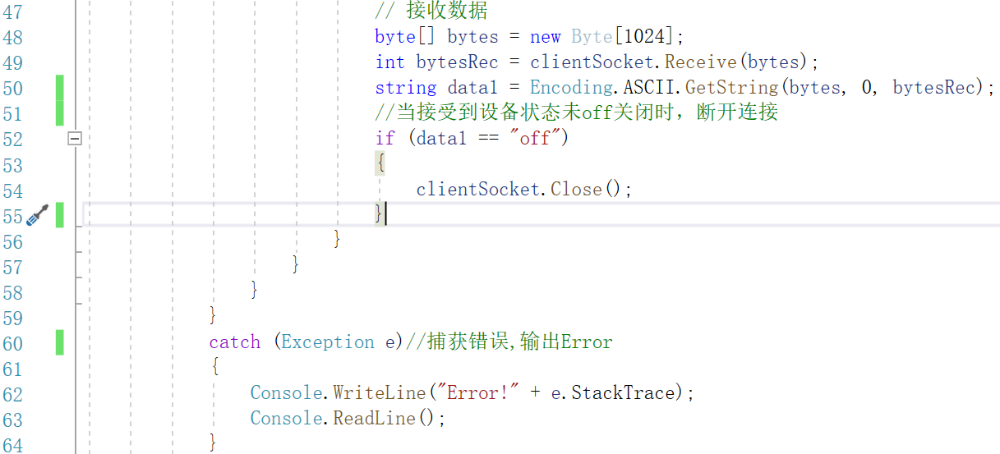 47 // 接收数据
48 byte[] bytes = new Byte[1024];
49 int bytesRec = clientSocket.Receive(bytes);
50 string data1 = Encoding.ASCII.GetString(bytes, 0, bytesRec);
51 //当接受到设备状态未off关闭时，断开连接
52 if (data1 == "off")
53 {
54 clientSocket.Close();
55 }
56 }
57 }
58 }
59 }
60 catch (Exception e)//捕获错误,输出Error
61 {
62 Console.WriteLine("Error!" + e.StackTrace);
63 Console.ReadLine();
64 }